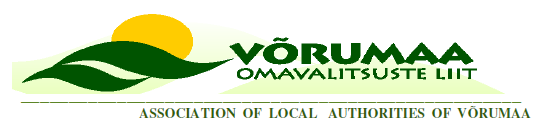 VÕRUMAA
OMAVALITSUSTE LIIT
ASSOCIATION OF LOCAL AUTHORITIES OF VÕRUMAA